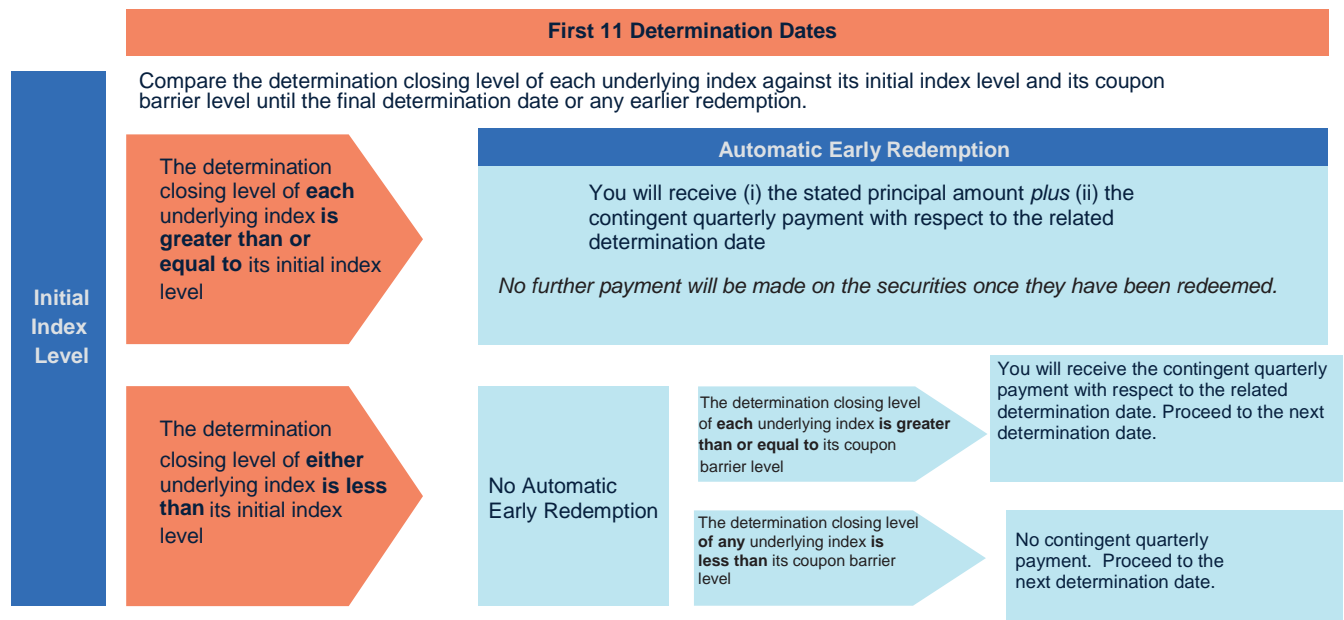 First 11 Determination Dates
Compare the determination closing level of each underlying index against its initial index level and its coupon
barrier level until the final determination date or any earlier redemption.
Initial
Index
Level
The determination
closing level of each
underlying index is
greater than or
equal to its initial index
level
Automatic Early Redemption
You will receive (i) the stated principal amount plus (ii) the
contingent quarterly payment with respect to the related
determination date
No further payment will be made on the securities once they have been redeemed.
The determination
closing level of either
underlying index is less
than its initial index
level
No Automatic
Early Redemption
The determination closing level
of each underlying index is greater
than or equal to its coupon
barrier level
You will receive the contingent quarterly
payment with respect to the related
determination date. Proceed to the next
determination date.
The determination closing level
of any underlying index is
less than its coupon barrier
level
No contingent quarterly
payment. Proceed to the
next determination date.